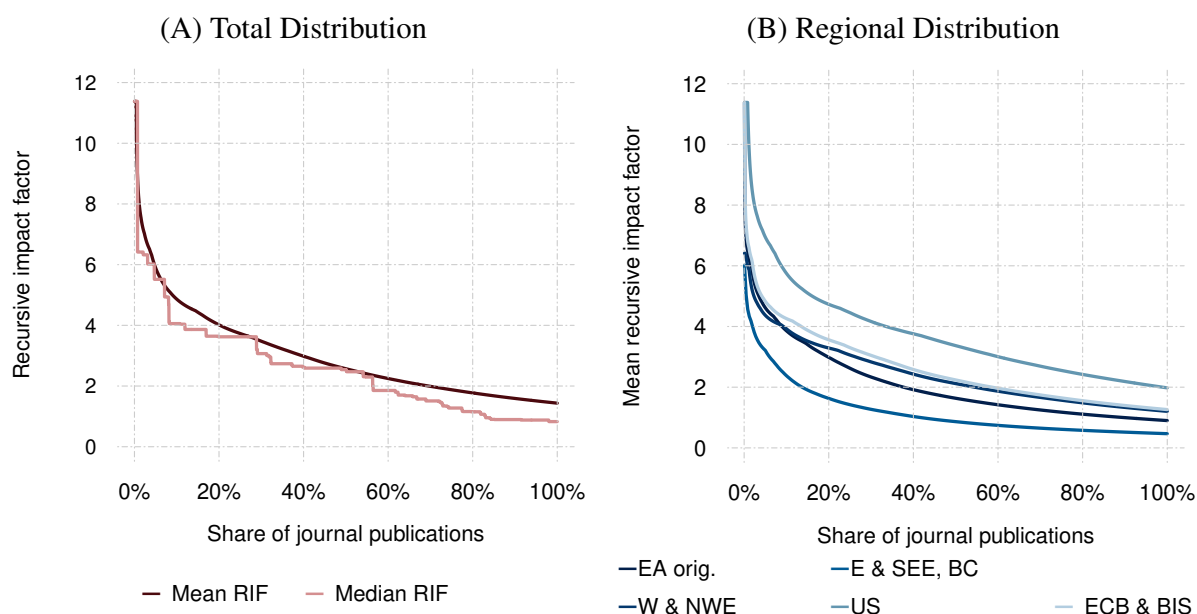 (A) Total Distribution
Recursive impact factor
12
10
8
6
4
2
0
0% 20% 40% 60% 80% 100%
Share of journal publications
Mean RIF Median RIF
(B) Regional Distribution
Mean recursive impact factor
12
10
8
6
4
2
0
0% 20% 40% 60% 80% 100%
Share of journal publications
EA orig. E & SEE, BC
W & NWE US ECB & BIS